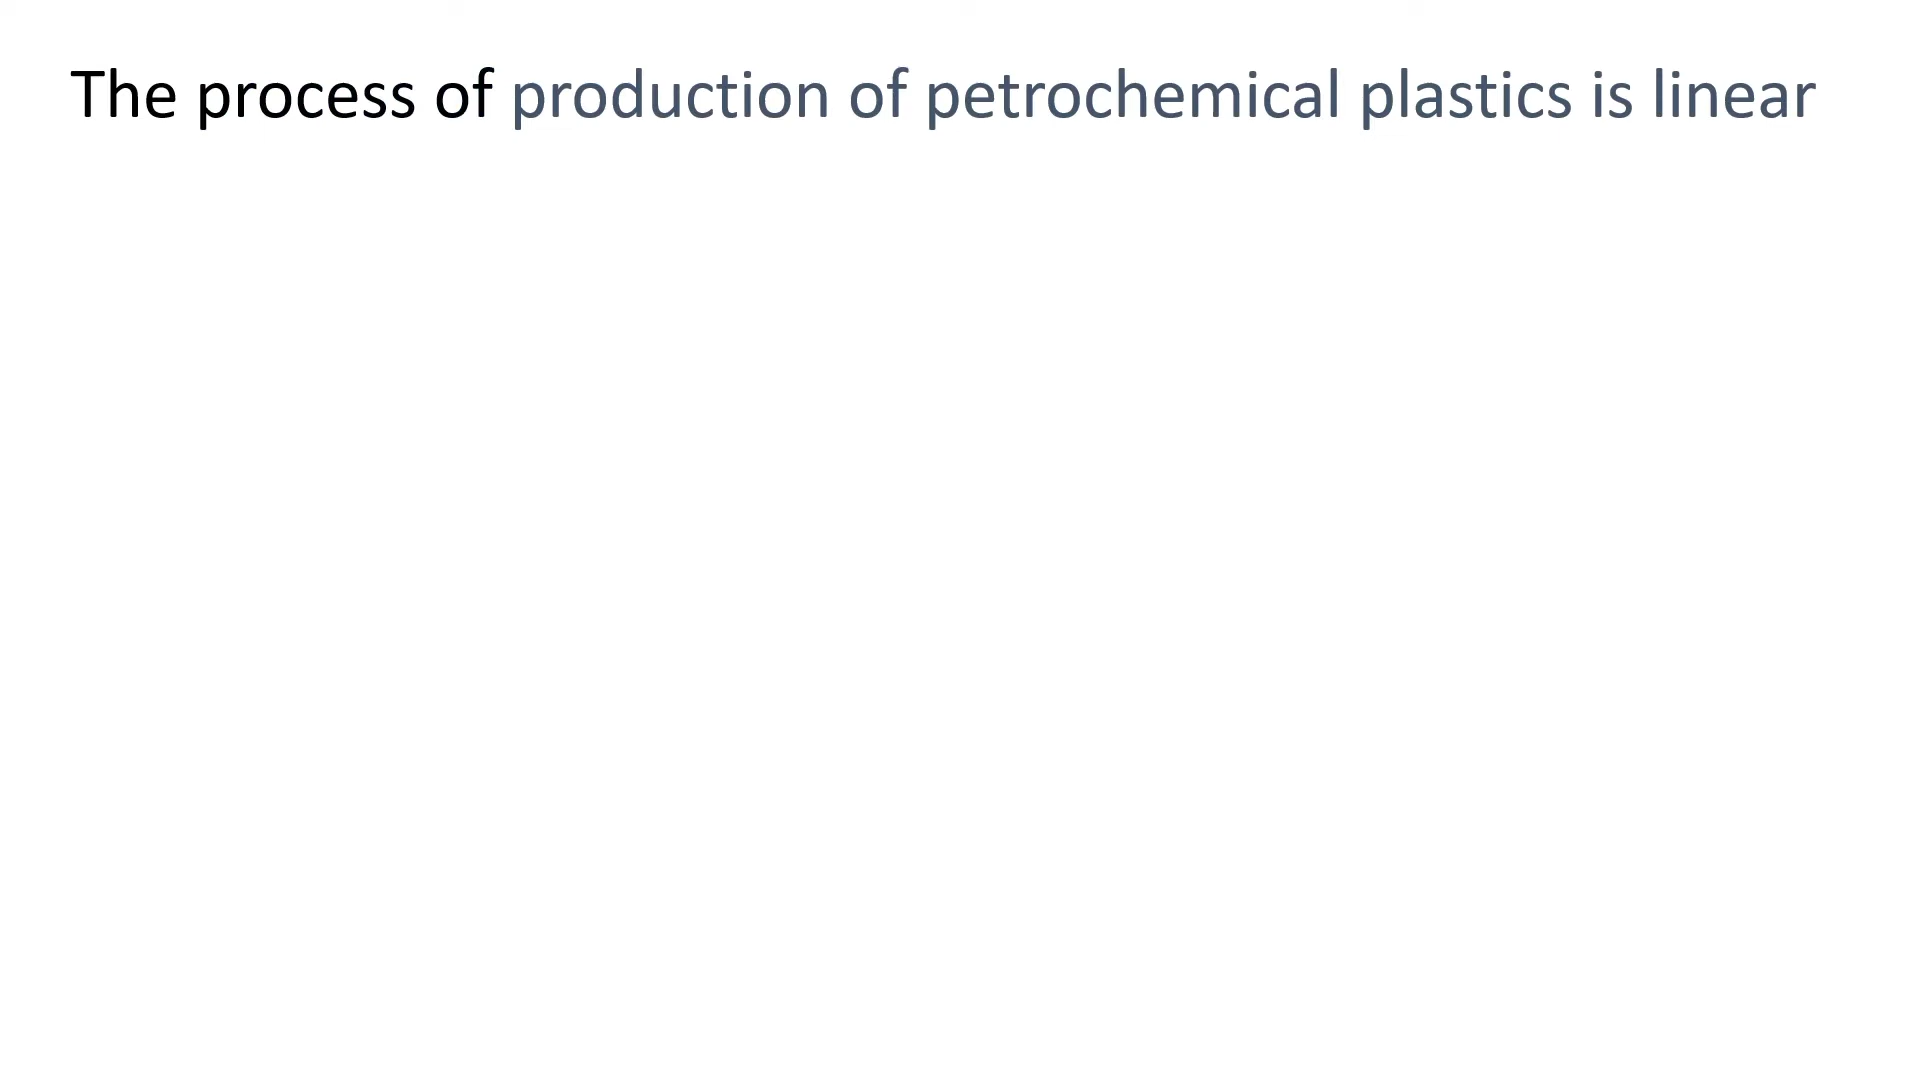 The process of production of petrochemical plastics is linear